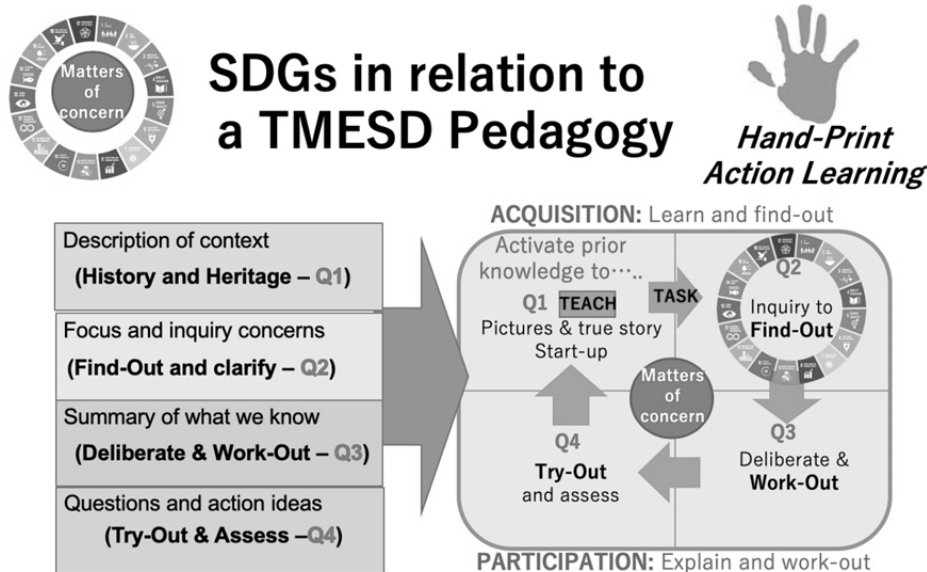 Matters
of
concern
SDGs in relation to
a TMESD Pedagogy
Hand-Print
Action Learning
Description of context
(History and Heritage – Q1)
Focus and inquiry concerns
(Find-Out and clarify – Q2)
Summary of what we know
(Deliberate & Work-Out – Q3)
Questions and action ideas
(Try-Out & Assess –Q4)
ACQUISITION: Learn and find-out
Activate prior
knowledge to…..
Q1 TEACH
Pictures & true story
Start-up
TASK
Q2
Inquiry to
Find-Out
Matters
of
concern
Q3
Deliberate &
Work-Out
Q4
Try-Out
and assess
PARTICIPATION: Explain and work-out